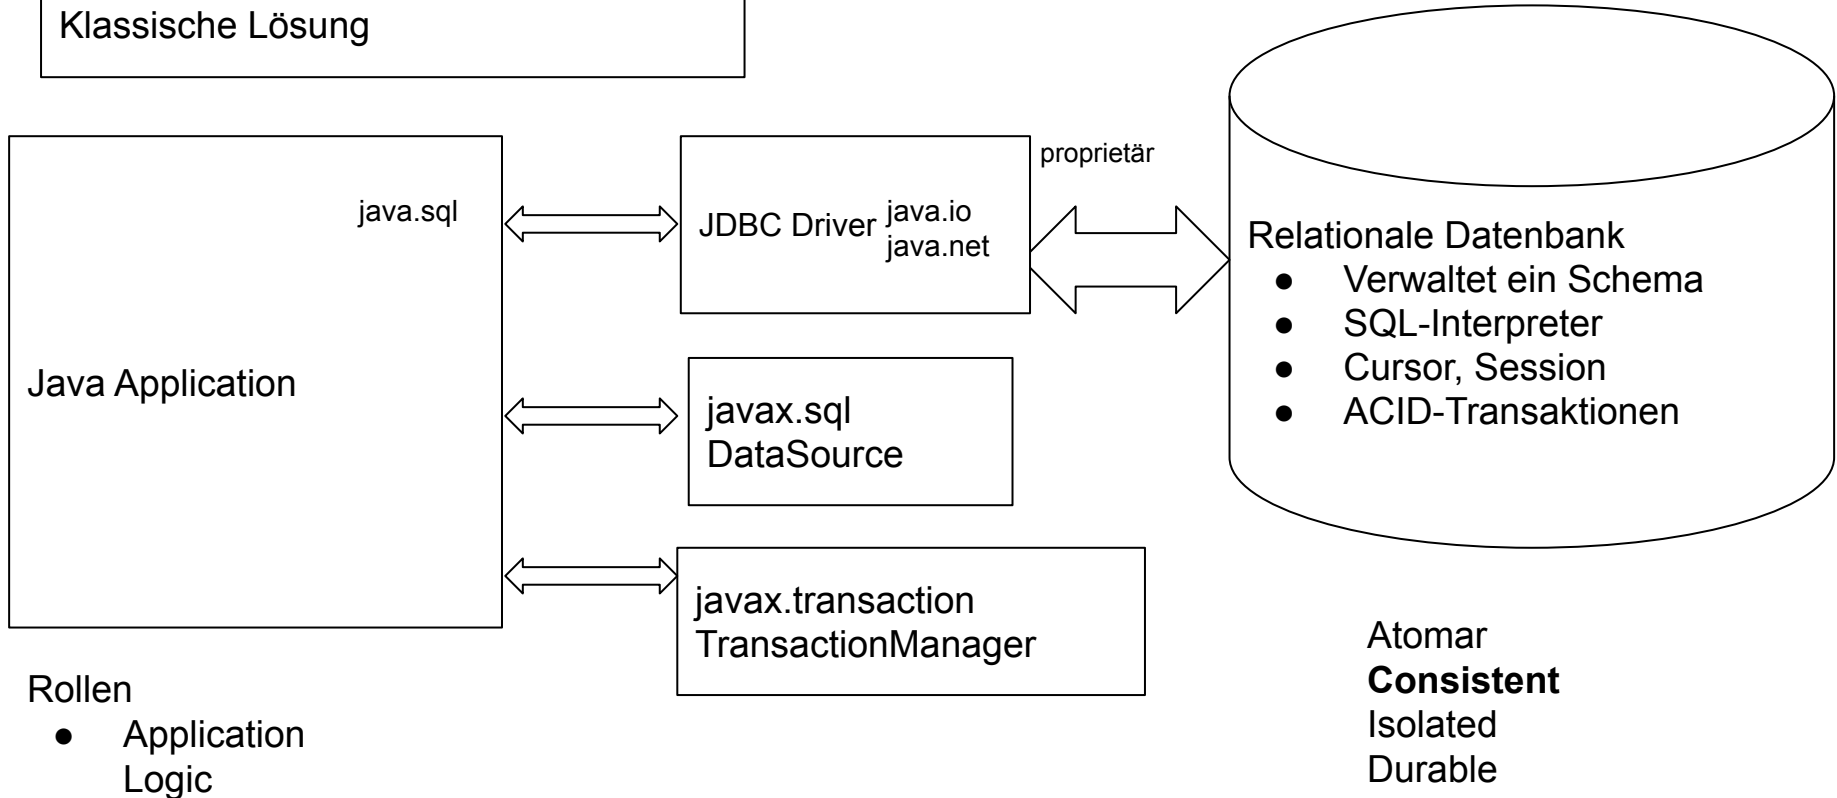 Klassische Lösung
java.sql
Java Application
JDBC Driver
java.io
java.net
proprietär
javax.sql
DataSource
javax.transaction
TransactionManager
Relationale Datenbank
● Verwaltet ein Schema
● SQL-Interpreter
● Cursor, Session
● ACID-Transaktionen
Rollen
● Application
Logic
Atomar
Consistent
Isolated
Durable